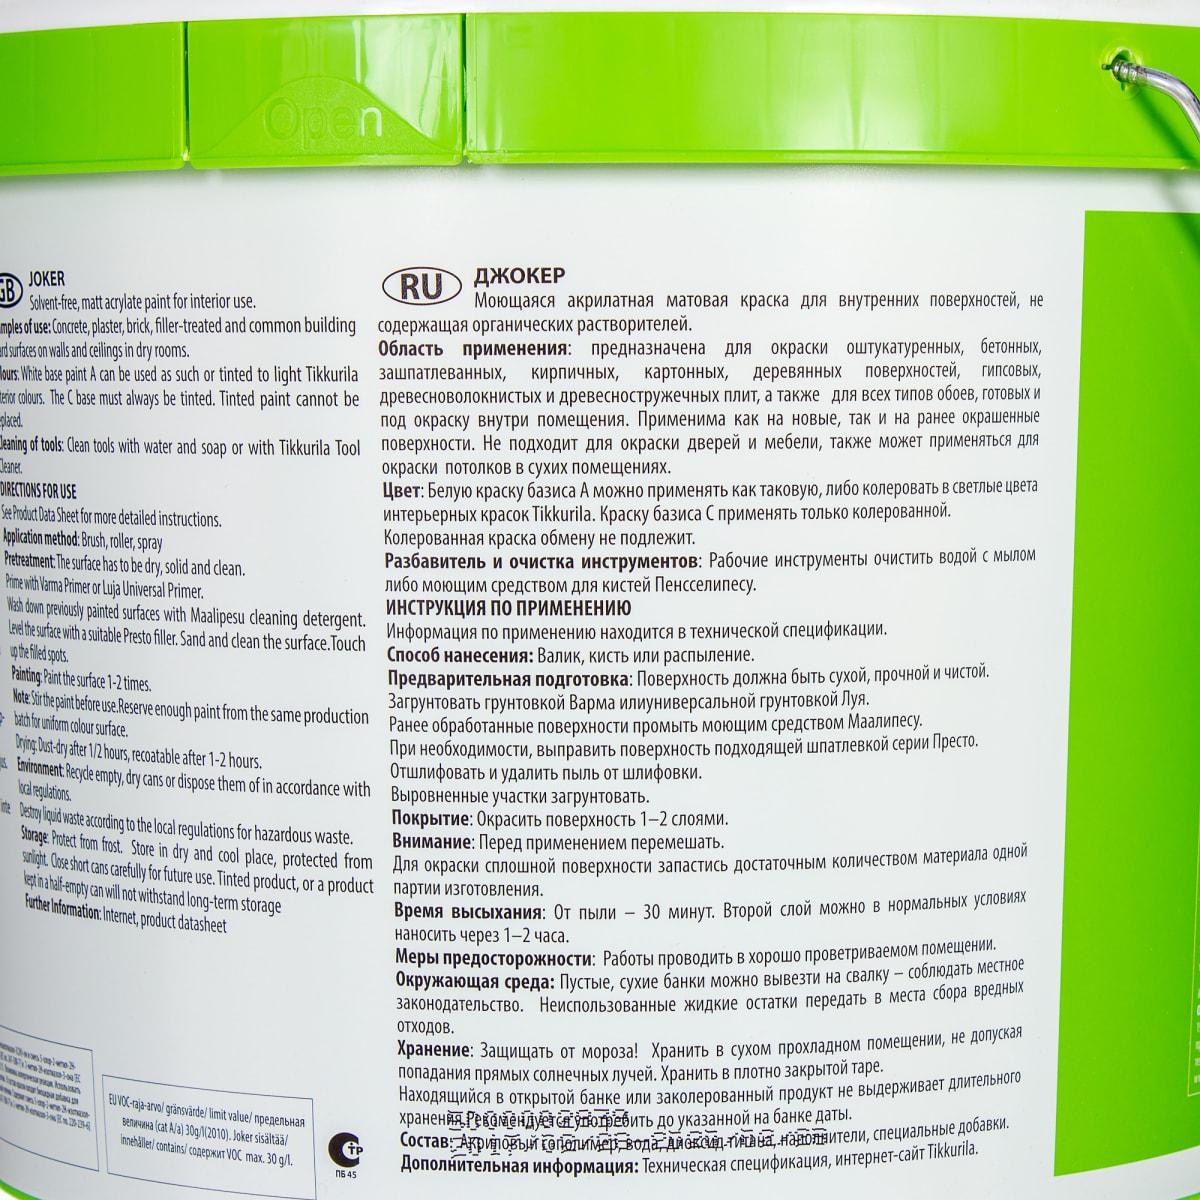 Open
GB JOKER
Solvent-free, matt acrylate paint for interior use.
of use: Concrete, plaster, brick, filler-treated and common building
surfaces on walls and ceilings in dry rooms.
White base paint A can be used as such or tinted to light Tikkurila
colours. The C base must always be tinted. Tinted paint cannot be
of tools: Clean tools with water and soap or with Tikkurila Tool
Cleaner.
DIRECTIONS FOR USE
See Product Data Sheet for more detailed instructions.
Application method: Brush, roller, spray
Pretreatment: The surface has to be dry, solid and clean.
Prime with Varma Primer or Luja Universal Primer.
Wash down previously painted surfaces with Maalipesu cleaning detergent.
Level the surface with a suitable Presto filler. Sand and clean the surface.Touch
up the filled spots.
Painting: Paint the surface 1-2 times.
Note: Stir the paint before use.Reserve enough paint from the same production
batch for uniform colour surface.
Drying: Dust-dry after 1/2 hours, recoatable after 1-2 hours.
Environment: Recycle empty, dry cans or dispose them of in accordance with
local regulations.
Destroy liquid waste according to the local regulations for hazardous waste.
Storage: Protect from frost. Store in dry and cool place, protected from
sunlight. Close short cans carefully for future use. Tinted product, or a product
kept in a half-empty can will not withstand long-term storage
Further Information: Internet, product datasheet
EU VOC-raja-arvo/ gränsvärde/ limit value/ предельная
величина (cat A/a) 30g/l(2010). Joker sisältää/
innehåller/ contains/ содержит VOC max. 30 g/l.
ПБ 45
RU ДЖОКЕР
Моющаяся акрилатная матовая краска для внутренних поверхностей, не
содержащая органических растворителей.
Область применения: предназначена для окраски оштукатуренных, бетонных,
зашпатлеванных, кирпичных, картонных, деревянных поверхностей, гипсовых,
древесноволокнистых и древесностружечных плит, а также для всех типов обоев, готовых и
под окраску внутри помещения. Применима как на новые, так и на ранее окрашенные
поверхности. Не подходит для окраски дверей и мебели, также может применяться для
окраски потолков в сухих помещениях.
Цвет: Белую краску базиса А можно применять как таковую, либо колеровать в светлые цвета
интерьерных красок Tikkurila. Краску базиса С применять только колерованной.
Колерованная краска обмену не подлежит.
Разбавитель и очистка инструментов: Рабочие инструменты очистить водой с мылом
либо моющим средством для кистей Пенсселипесу.
ИНСТРУКЦИЯ ПО ПРИМЕНЕНИЮ
Информация по применению находится в технической спецификации.
Способ нанесения: Валик, кисть или распыление.
Предварительная подготовка: Поверхность должна быть сухой, прочной и чистой.
Загрунтовать грунтовкой Варма илиуниверсальной грунтовкой Луя.
Ранее обработанные поверхности промыть моющим средством Маалипесу.
При необходимости, выправить поверхность подходящей шпатлевкой серии Престо.
Отшлифовать и удалить пыль от шлифовки.
Выровненные участки загрунтовать.
Покрытие: Окрасить поверхность 1–2 слоями.
Внимание: Перед применением перемешать.
Для окраски сплошной поверхности запастись достаточным количеством материала одной
партии изготовления.
Время высыхания: От пыли – 30 минут. Второй слой можно в нормальных условиях
наносить через 1–2 часа.
Меры предосторожности: Работы проводить в хорошо проветриваемом помещении.
Окружающая среда: Пустые, сухие банки можно вывезти на свалку – соблюдать местное
законодательство. Неиспользованные жидкие остатки передать в места сбора вредных
отходов.
Хранение: Защищать от мороза! Хранить в сухом прохладном помещении, не допуская
попадания прямых солнечных лучей. Хранить в плотно закрытой таре.
Находящийся в открытой банке или заколерованный продукт не выдерживает длительного
хранения.Рекомендуется употребить до указанной на банке даты.
Состав: Акриловый сополимер, вода, диоксид титана, наполнители, специальные добавки.
Дополнительная информация: Техническая спецификация, интернет-сайт Tikkurila.